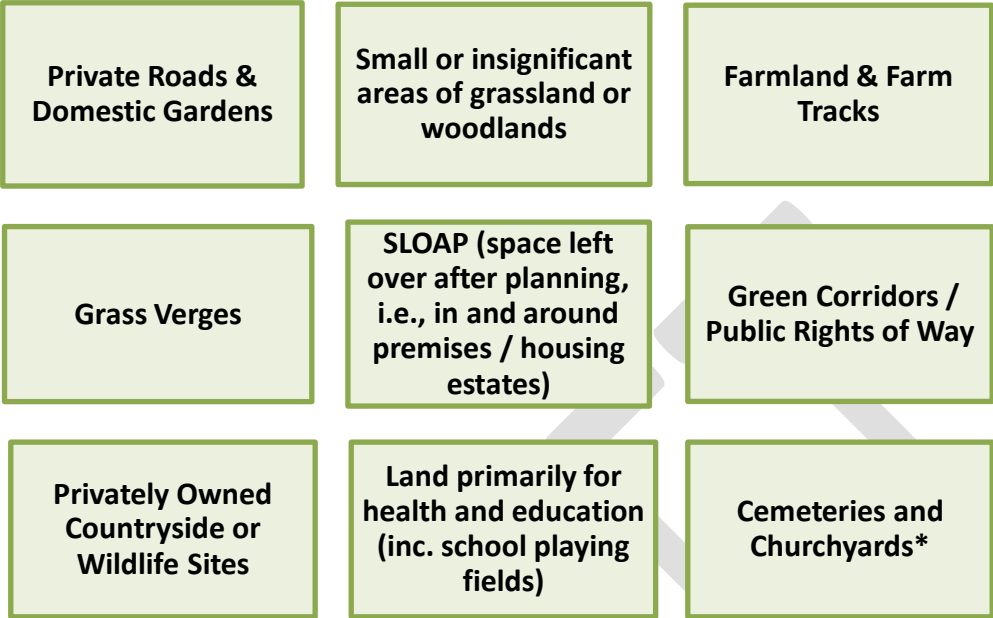 Private Roads &
Domestic Gardens
Small or insignificant
areas of grassland or
woodlands
Farmland & Farm
Tracks
Grass Verges
SLOAP (space left
over after planning,
i.e., in and around
premises / housing
estates)
Green Corridors /
Public Rights of Way
Privately Owned
Countryside or
Wildlife Sites
Land primarily for
health and education
(inc. school playing
fields)
Cemeteries and
Churchyards*